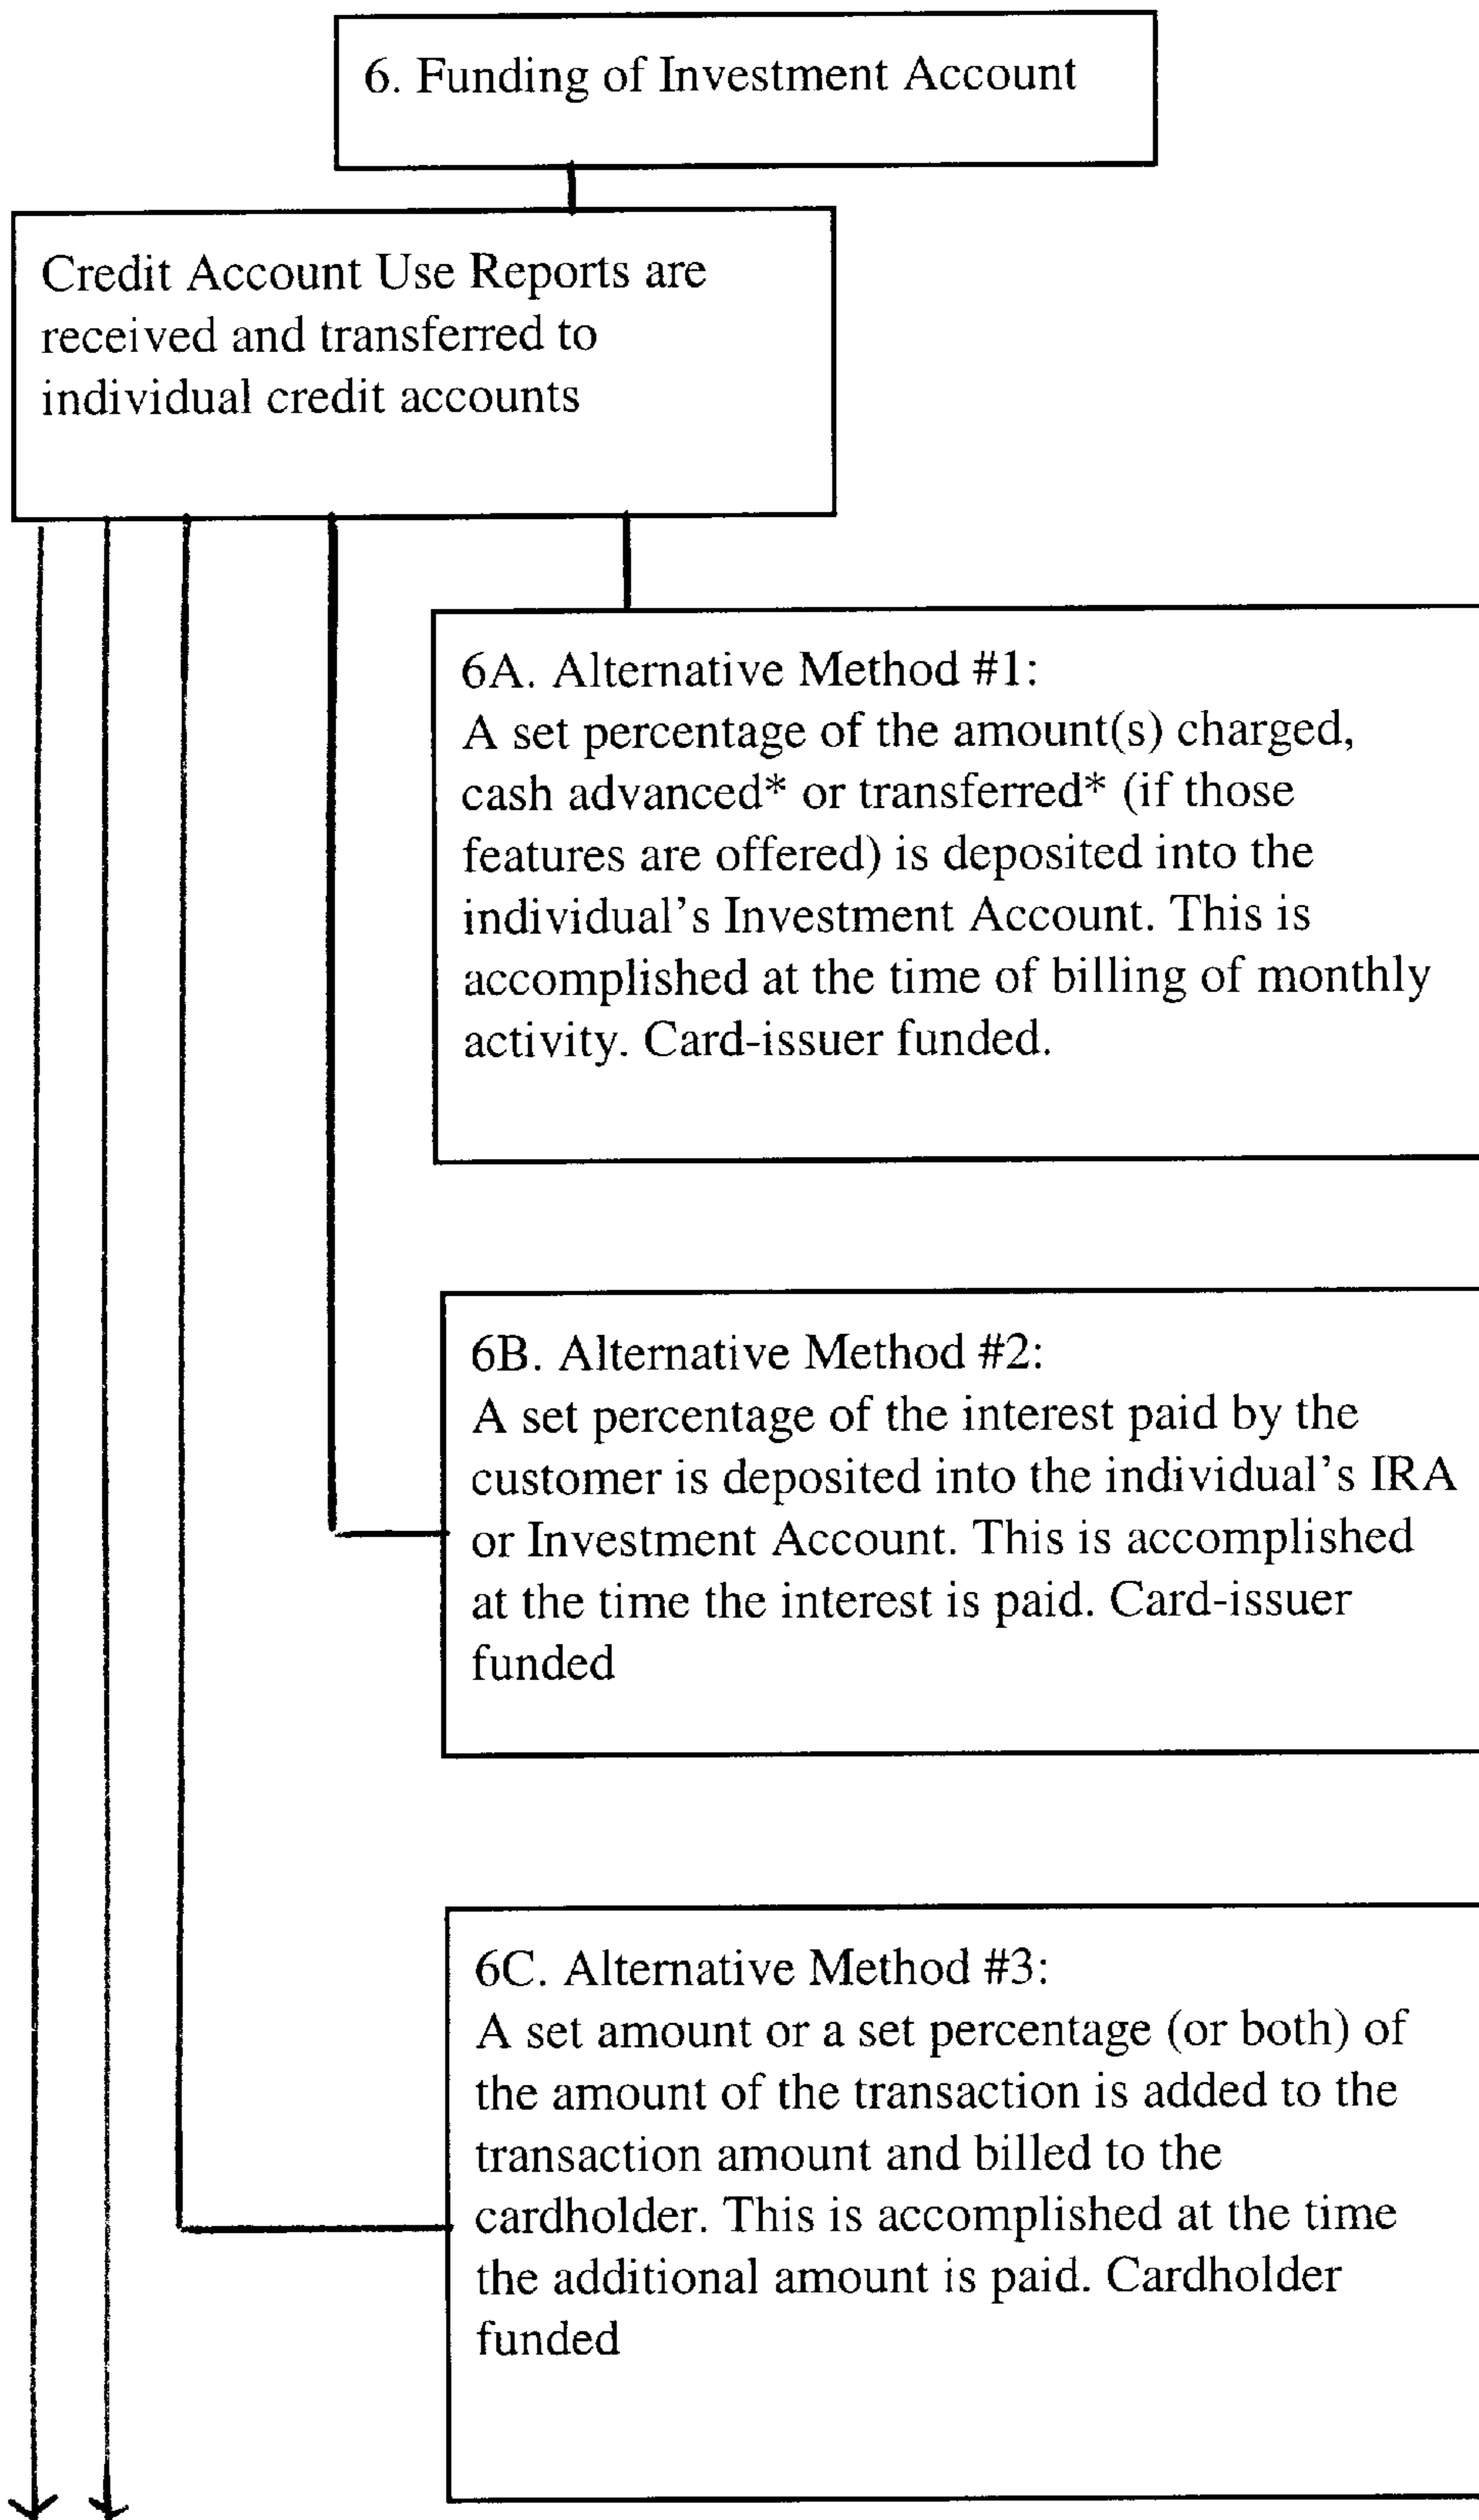 6. Funding of Investment Account
Credit Account Use Reports are
received and transferred to
individual credit accounts
6A. Alternative Method #1:
A set percentage of the amount(s) charged,
cash advanced* or transferred* (if those
features are offered) is deposited into the
individual's Investment Account. This is
accomplished at the time of billing of monthly
activity. Card-issuer funded.
6B. Alternative Method #2:
A set percentage of the interest paid by the
customer is deposited into the individual's IRA
or Investment Account. This is accomplished
at the time the interest is paid. Card-issuer
funded
6C. Alternative Method #3:
A set amount or a set percentage (or both) of
the amount of the transaction is added to the
transaction amount and billed to the
cardholder. This is accomplished at the time
the additional amount is paid. Cardholder
funded